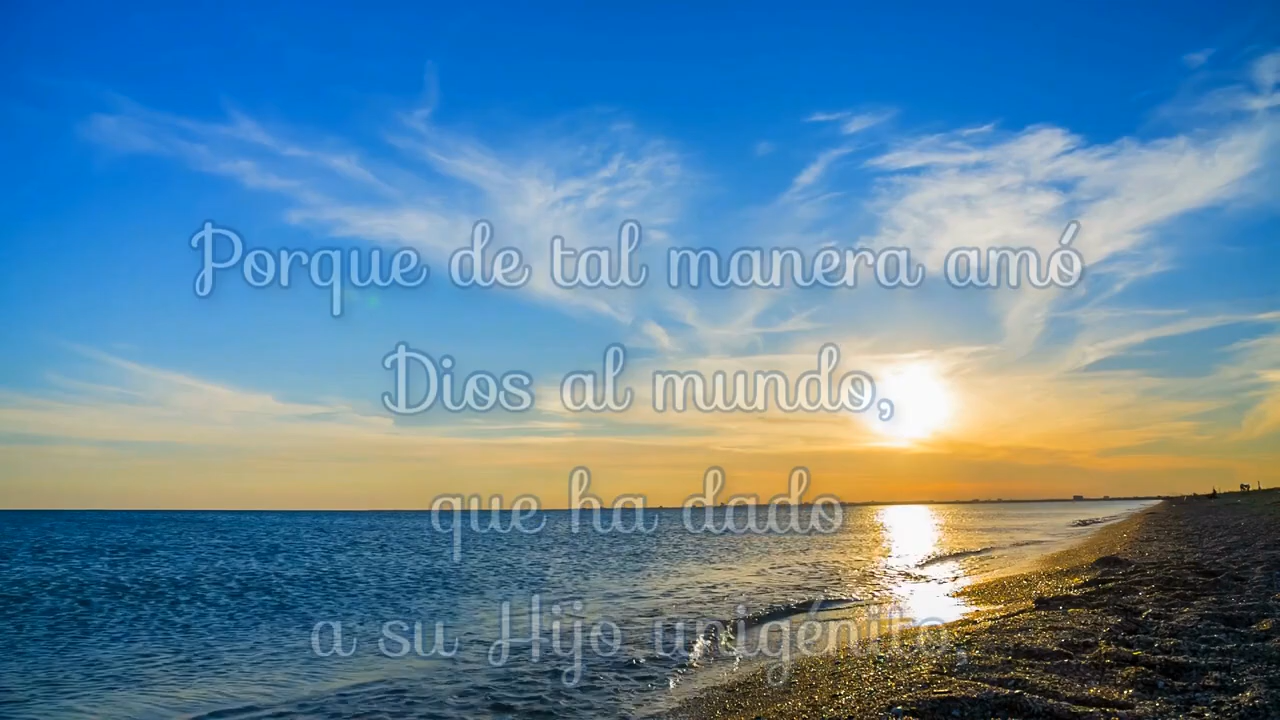 Porque de tal manera amó
Dios al mundo,
que ha dado
a su Hijo unigénito,